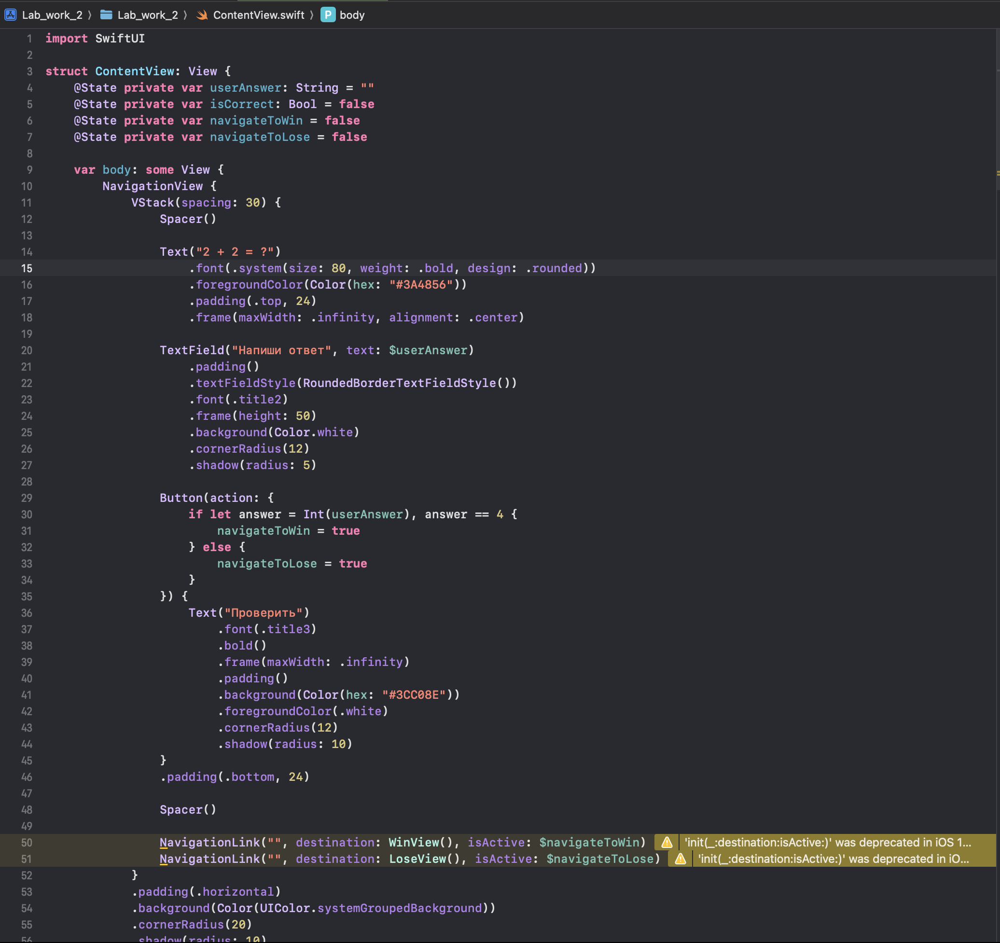 Lab_work_2 〉 Lab_work_2 〉 ContentView.swift 〉 P body
1 import SwiftUI
2
3 struct ContentView: View {
4     @State private var userAnswer: String = ""
5     @State private var isCorrect: Bool = false
6     @State private var navigateToWin = false
7     @State private var navigateToLose = false
8
9     var body: some View {
10         NavigationView {
11             VStack(spacing: 30) {
12                 Spacer()
13
14                 Text("2 + 2 = ?")
15                     .font(.system(size: 80, weight: .bold, design: .rounded))
16                     .foregroundColor(Color(hex: "#3A4856"))
17                     .padding(.top, 24)
18                     .frame(maxWidth: .infinity, alignment: .center)
19
20                 TextField("Напиши ответ", text: $userAnswer)
21                     .padding()
22                     .textFieldStyle(RoundedBorderTextFieldStyle())
23                     .font(.title2)
24                     .frame(height: 50)
25                     .background(Color.white)
26                     .cornerRadius(12)
27                     .shadow(radius: 5)
28
29                 Button(action: {
30                     if let answer = Int(userAnswer), answer == 4 {
31                         navigateToWin = true
32                     } else {
33                         navigateToLose = true
34                     }
35                 }) {
36                     Text("Проверить")
37                         .font(.title3)
38                         .bold()
39                         .frame(maxWidth: .infinity)
40                         .padding()
41                         .background(Color(hex: "#3CC08E"))
42                         .foregroundColor(.white)
43                         .cornerRadius(12)
44                         .shadow(radius: 10)
45                 }
46                 .padding(.bottom, 24)
47
48                 Spacer()
49
50                 NavigationLink("", destination: WinView(), isActive: $navigateToWin) 'init(_:destination:isActive:)' was deprecated in iOS 1...
51                 NavigationLink("", destination: LoseView(), isActive: $navigateToLose) 'init(_:destination:isActive:)' was deprecated in iO...
52             }
53             .padding(.horizontal)
54             .background(Color(UIColor.systemGroupedBackground))
55             .cornerRadius(20)
56             .shadow(radius: 10)